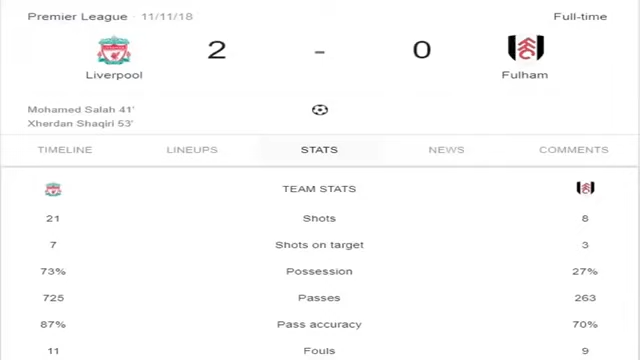 Premier League · 11/11/18 Full-time
2 - 0
Liverpool Fulham
Mohamed Salah 41'
Xherdan Shaqiri 53'
TIMELINE LINEUPS STATS NEWS COMMENTS
TEAM STATS
21 Shots 8
7 Shots on target 3
73% Possession 27%
725 Passes 263
87% Pass accuracy 70%
11 Fouls 9